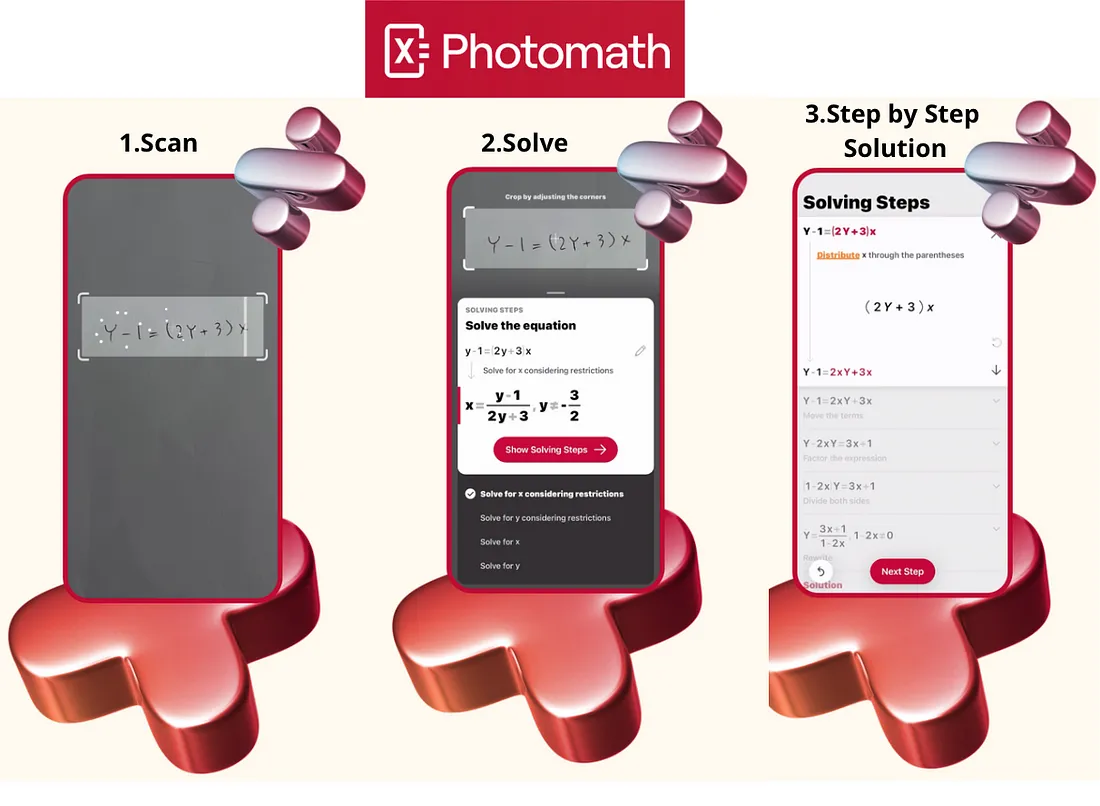 Photomath
1.Scan
Y-1=(2Y+3)x
2.Solve
Crop by adjusting the corners
Y-1=(2Y+3)x
SOLVING STEPS
Solve the equation
y-1=(2y+3)x
Solve for x considering restrictions
x=\frac{y-1}{2y+3}, y≠-\frac{3}{2}
Show Solving Steps →
Solve for x considering restrictions
Solve for y considering restrictions
Solve for x
Solve for y
3.Step by Step
Solution
Solving Steps
Y-1=(2Y+3)x
Distribute x through the parentheses
(2Y+3)x
Y-1=2xY+3x
Y-1=2xY+3x
Move the terms
Y-2xY=3x+1
Factor the expression
(1-2x)Y=3x+1
Divide both sides
Y=\frac{3x+1}{1-2x}, 1-2x≠0
Rewrite
Next Step
Solution